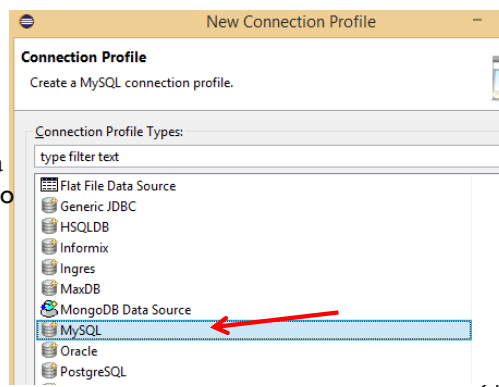 New Connection Profile
Connection Profile
Create a MySQL connection profile.
Connection Profile Types:
type filter text
Flat File Data Source
Generic JDBC
HSQLDB
Informix
Ingres
MaxDB
MongoDB Data Source
MySQL
Oracle
PostgreSQL